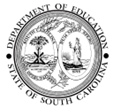 DEPARTMENT OF EDUCATION
STATE OF SOUTH CAROLINA